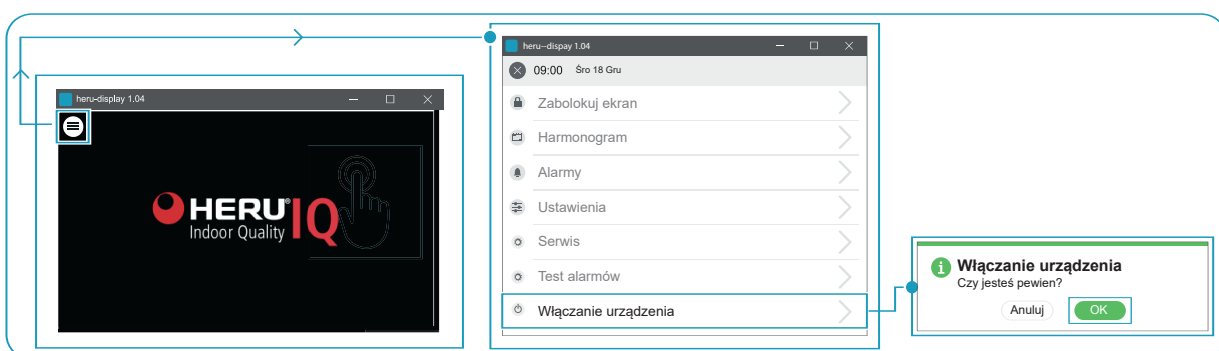 heru-display 1.04
HERU® IQ
Indoor Quality
heru–dispay 1.04
09:00 Śro 18 Gru
Zabolokuj ekran
Harmonogram
Alarmy
Ustawienia
Serwis
Test alarmów
Włączanie urządzenia
Włączanie urządzenia
Czy jesteś pewien?
Anuluj
OK